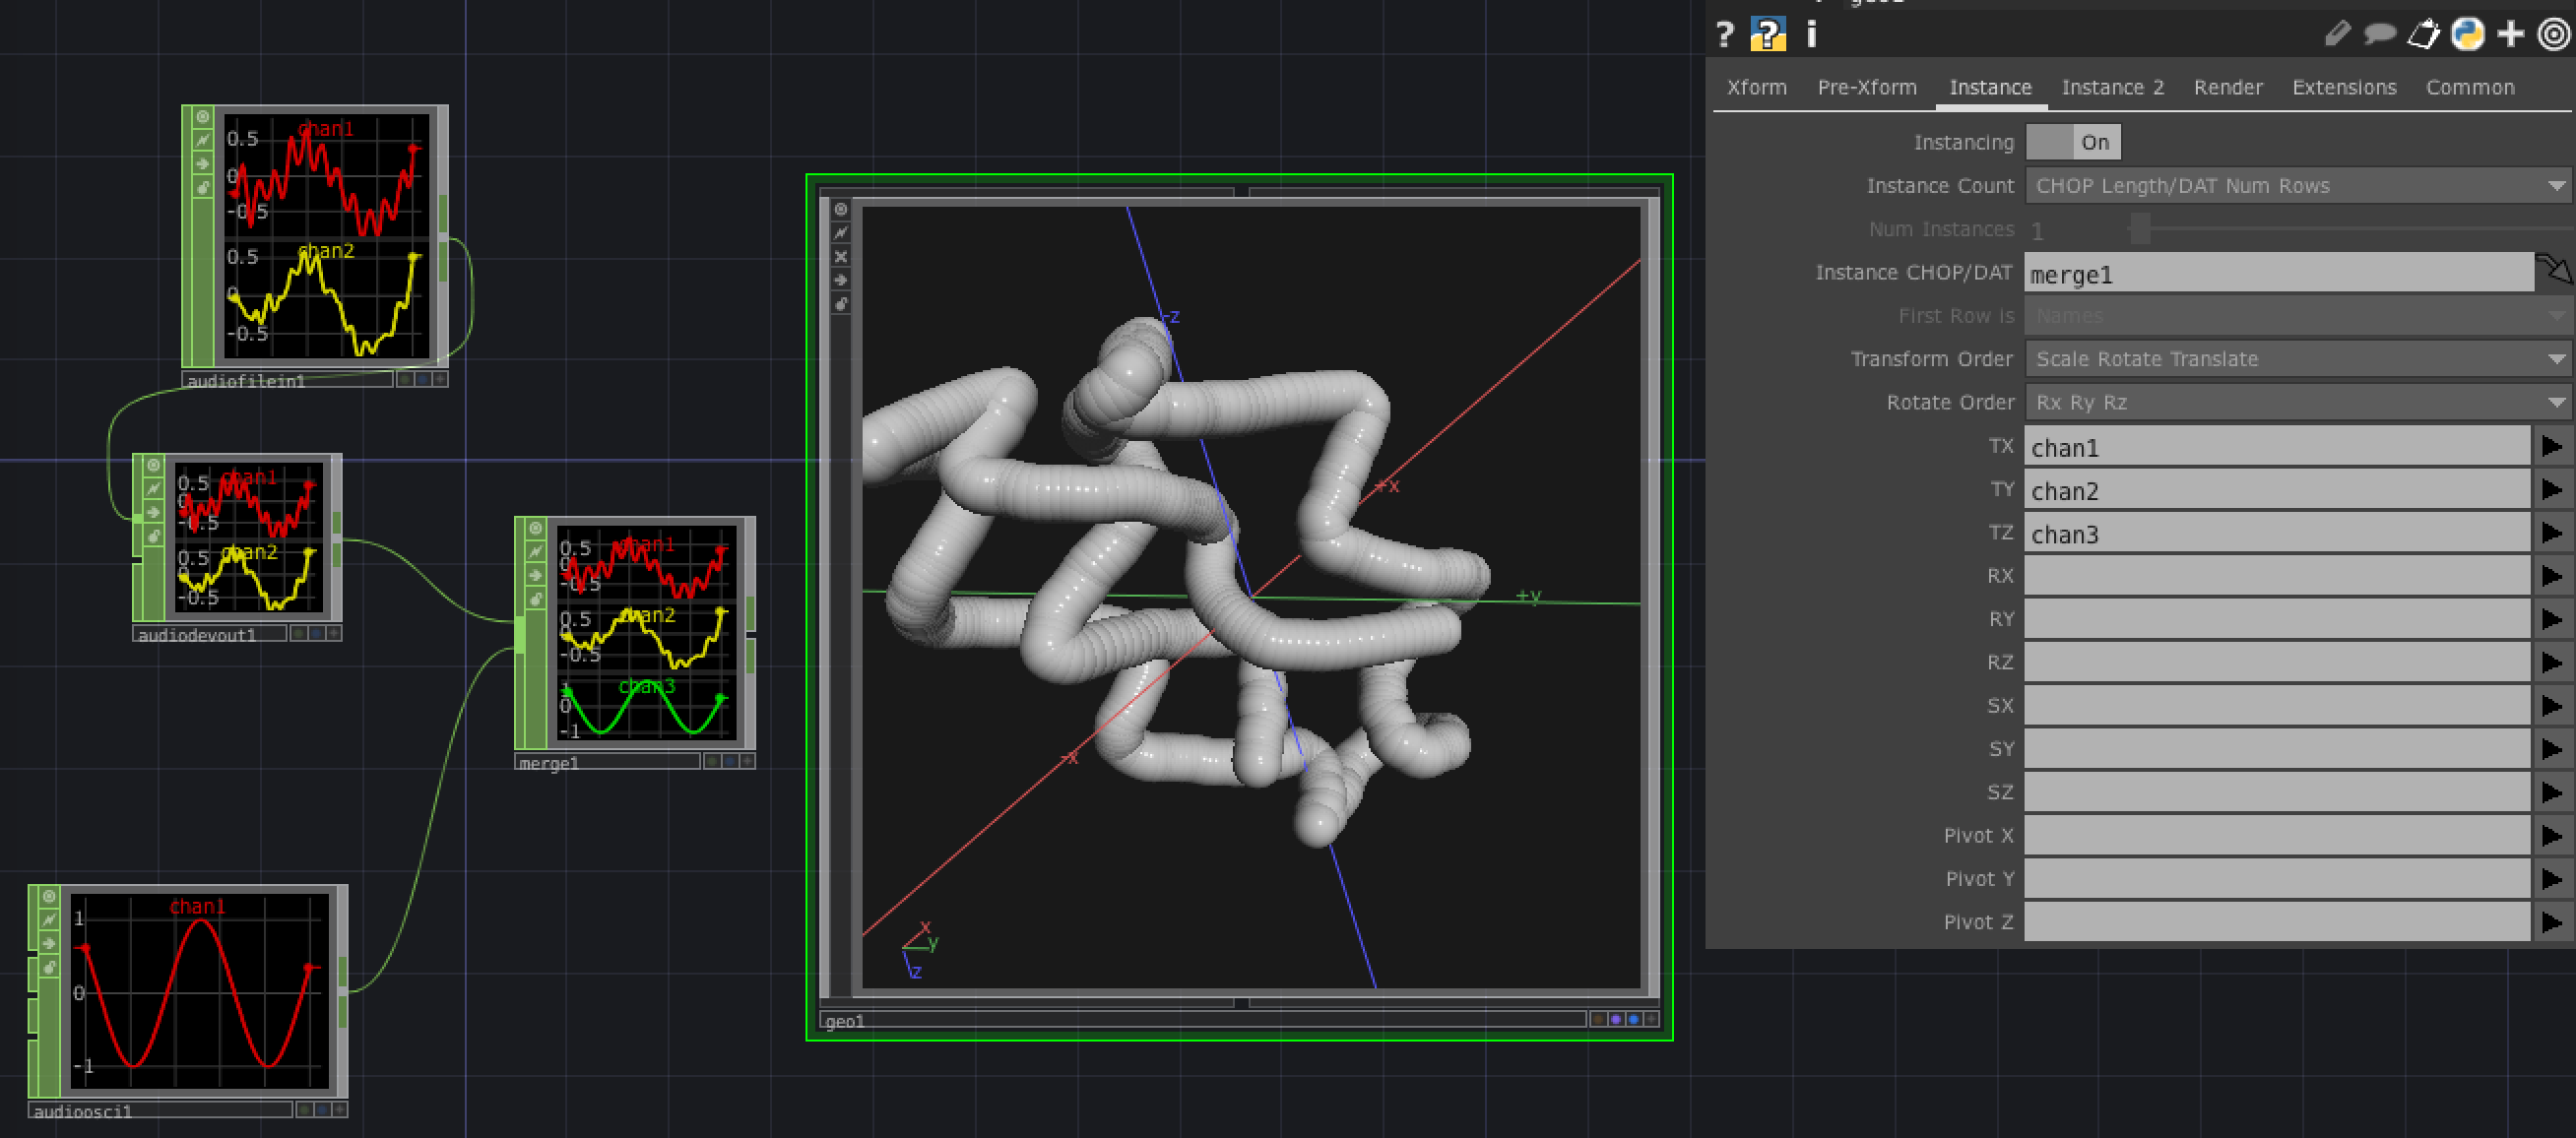 chan1
0.5
0
-0.5
chan2
0.5
0
-0.5
audiofilein1
chan1
0.5
0
-0.5
chan2
0.5
-0.5
audiodevout1
chan1
0.5
0
-0.5
chan2
0.5
-0.5
chan3
1
0
-1
merge1
chan1
1
0
-1
audioosci1
-z
+x
+y
-x
x
y
z
geo1
? ? i
Xform Pre-Xform Instance Instance 2 Render Extensions Common
Instancing On
Instance Count CHOP Length/DAT Num Rows
Num Instances 1
Instance CHOP/DAT merge1
First Row is Names
Transform Order Scale Rotate Translate
Rotate Order Rx Ry Rz
TX chan1
TY chan2
TZ chan3
RX
RY
RZ
SX
SY
SZ
Pivot X
Pivot Y
Pivot Z